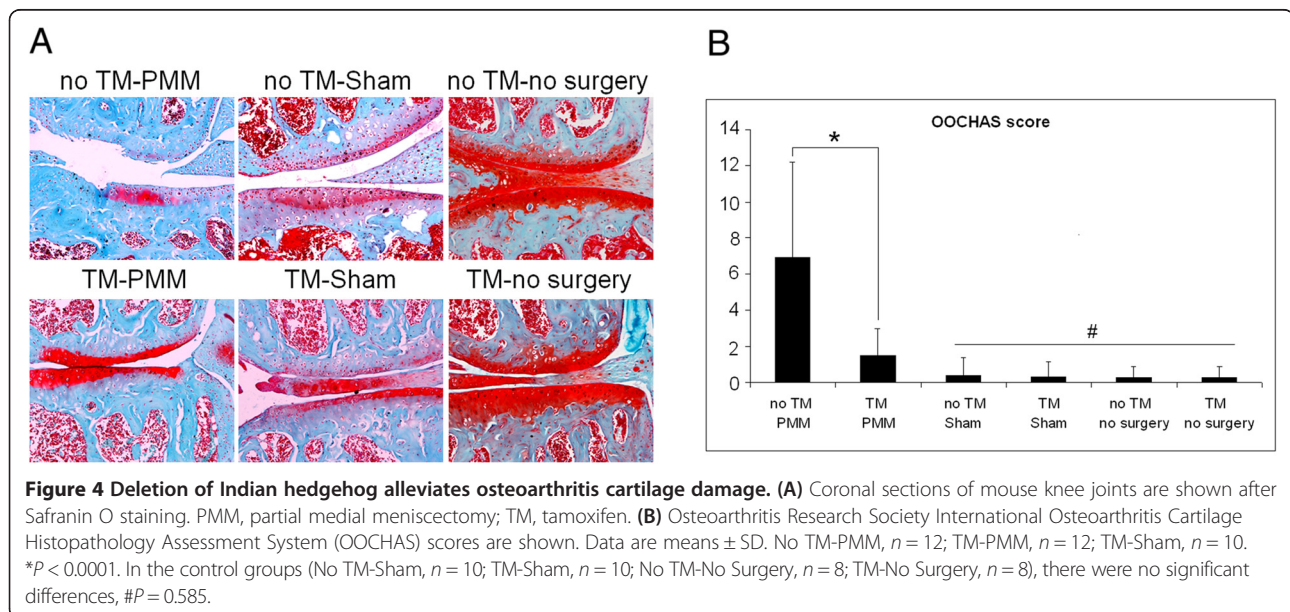 A
no TM-PMM no TM-Sham no TM-no surgery
TM-PMM TM-Sham TM-no surgery
B
OOCHAS score
14
12
10
8
6
4
2
0
*
#
no TM TM no TM TM no TM TM
PMM PMM Sham Sham no surgery no surgery
Figure 4 Deletion of Indian hedgehog alleviates osteoarthritis cartilage damage. (A) Coronal sections of mouse knee joints are shown after
Safranin O staining. PMM, partial medial meniscectomy; TM, tamoxifen. (B) Osteoarthritis Research Society International Osteoarthritis Cartilage
Histopathology Assessment System (OOCHAS) scores are shown. Data are means ± SD. No TM-PMM, n = 12; TM-PMM, n = 12; TM-Sham, n = 10.
*P < 0.0001. In the control groups (No TM-Sham, n = 10; TM-Sham, n = 10; No TM-No Surgery, n = 8; TM-No Surgery, n = 8), there were no significant
differences, #P = 0.585.